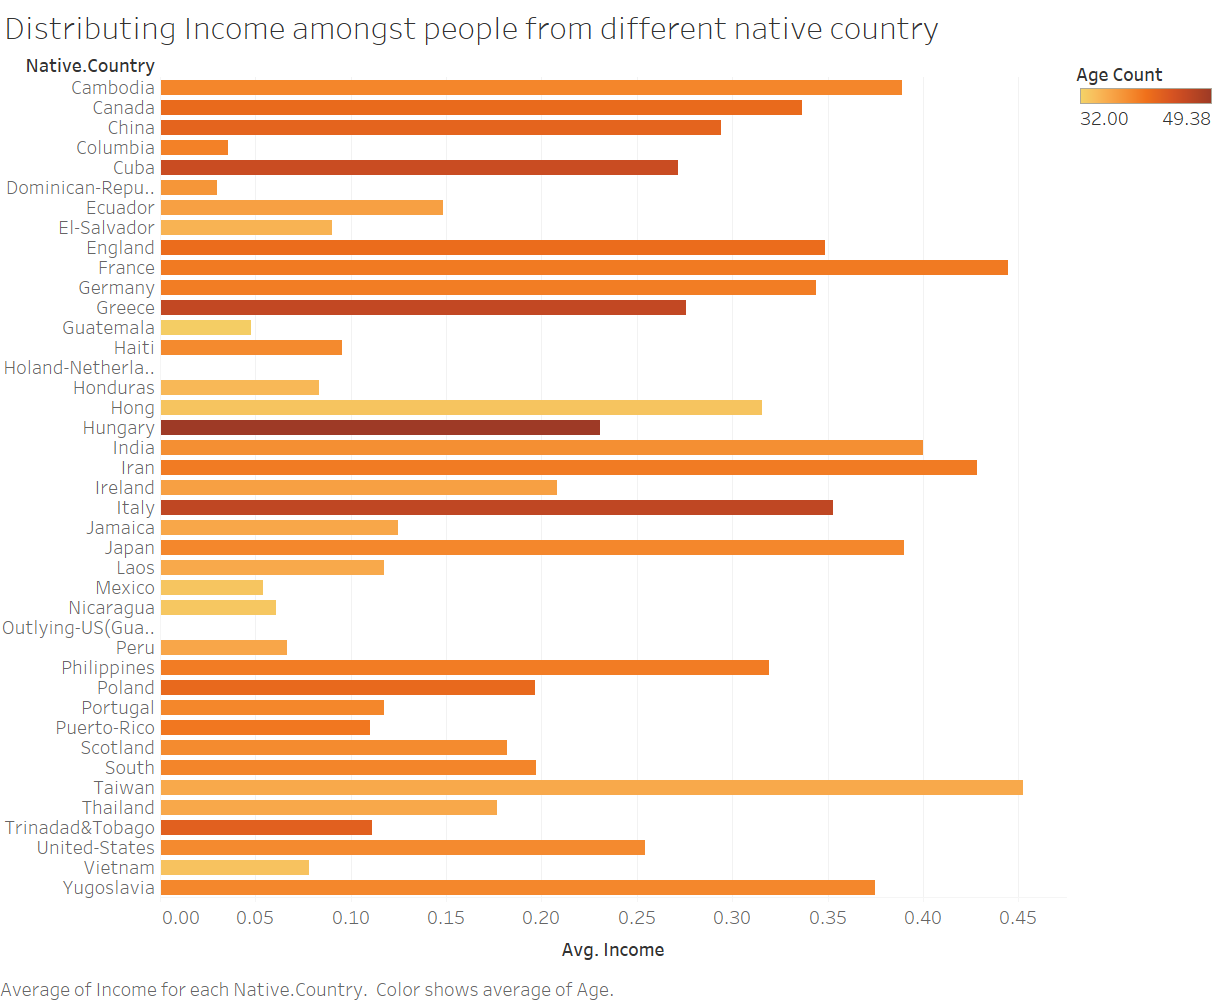 Distributing Income amongst people from different native country
Native.Country
Age Count
32.00 49.38
Cambodia
Canada
China
Columbia
Cuba
Dominican-Repu..
Ecuador
El-Salvador
England
France
Germany
Greece
Guatemala
Haiti
Holand-Netherla..
Honduras
Hong
Hungary
India
Iran
Ireland
Italy
Jamaica
Japan
Laos
Mexico
Nicaragua
Outlying-US(Gua..
Peru
Philippines
Poland
Portugal
Puerto-Rico
Scotland
South
Taiwan
Thailand
Trinadad&Tobago
United-States
Vietnam
Yugoslavia
0.00 0.05 0.10 0.15 0.20 0.25 0.30 0.35 0.40 0.45
Avg. Income
Average of Income for each Native.Country. Color shows average of Age.